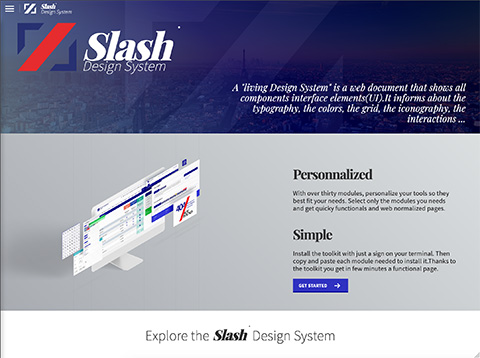 Slash
Design System
Slash
Design System
A "living Design System" is a web document that shows all
components interface elements(UI).It informs about the
typography, the colors, the grid, the iconography, the
interactions ...
Personnalized
With over thirty modules, personalize your tools so they
best fit your needs. Select only the modules you needs
and get quicky functionals and web normalized pages.
Simple
Install the toolkit with just a sign on your terminal. Then
copy and paste each module needed to install it.Thanks to
the toolkit you get in few minutes a functional page.
GET STARTED
Explore the Slash Design System